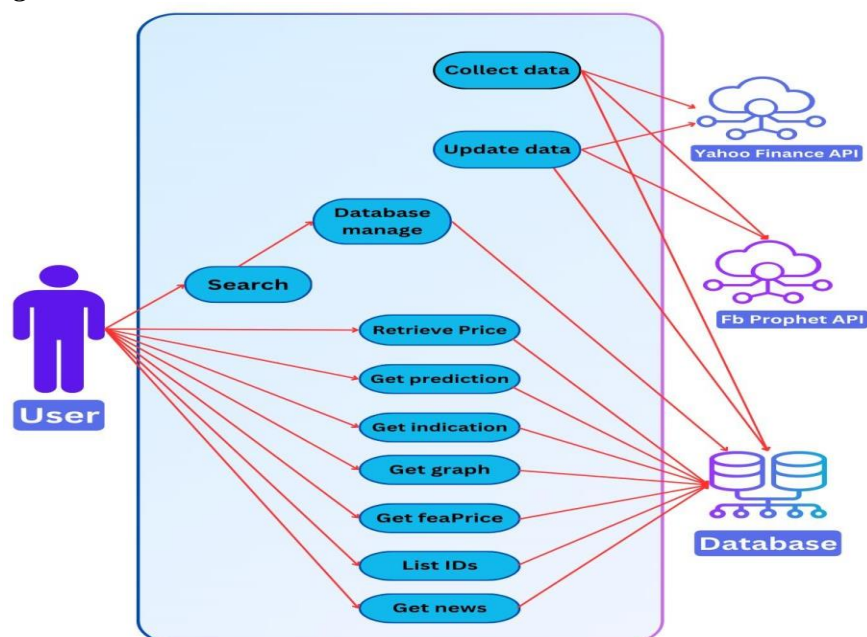 Collect data
Yahoo Finance API
Update data
Database
manage
Search
Fb Prophet API
Retrieve Price
User
Get prediction
Get indication
Get graph
Get feaPrice
Database
List IDs
Get news